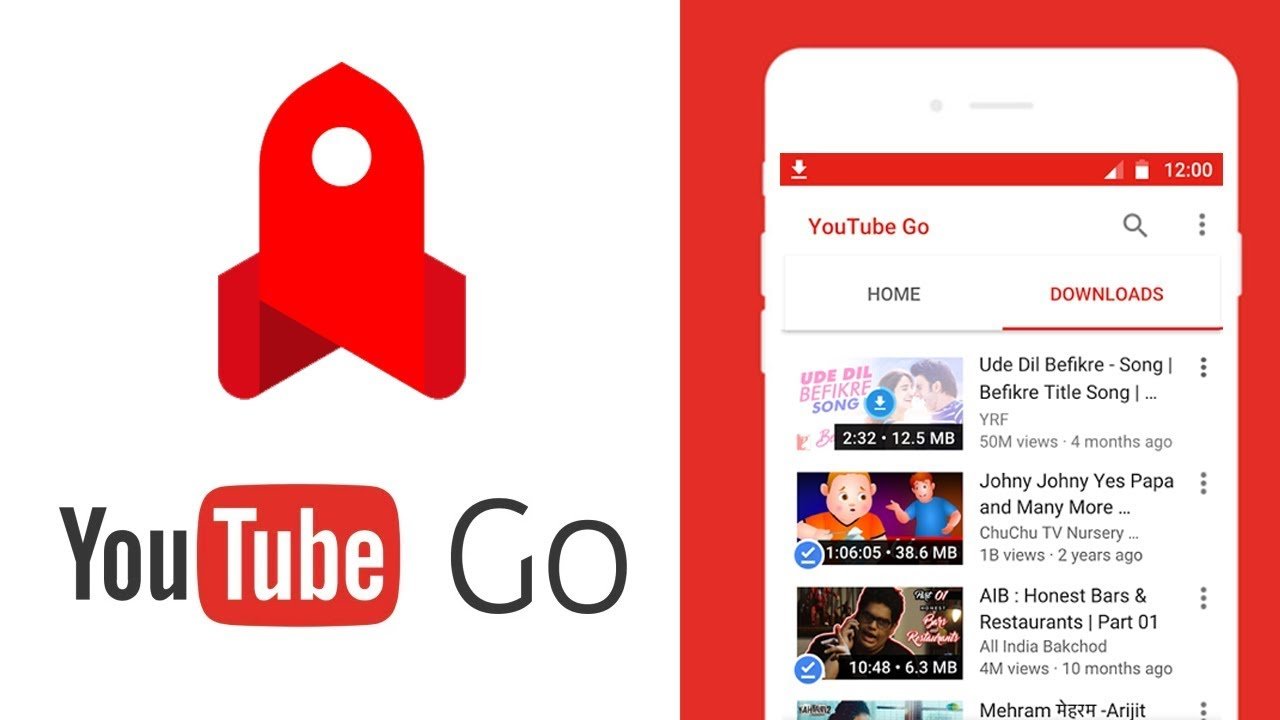 YouTube Go
12:00
YouTube Go
HOME
DOWNLOADS
UDE DIL
BEFIKRE
SONG
2:32 • 12.5 MB
Ude Dil Befikre - Song |
Befikre Title Song | …
YRF
50M views · 4 months ago
1:06:05 • 38.6 MB
Johny Johny Yes Papa
and Many More …
ChuChu TV Nursery …
1B views · 2 years ago
Part 01
HONEST
Bars
and
Restaurants
10:48 • 6.3 MB
AIB : Honest Bars &
Restaurants | Part 01
All India Bakchod
4M views · 10 months ago
Mehram मेहरम -Arijit